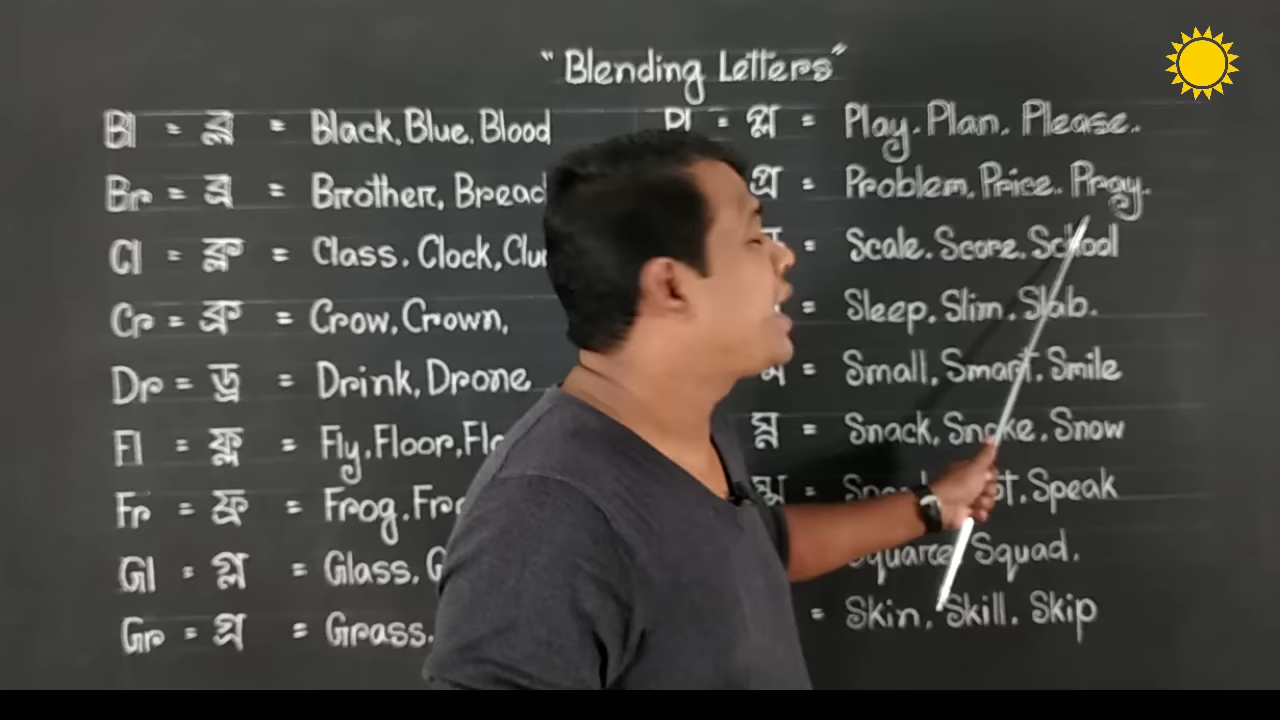 "Blending Letters"
Bl = ব্ল = Black, Blue, Blood
Br = ব্র = Brother, Bread
Cl = ক্ল = Class, Clock,
Cr = ক্র = Crow, Crown,
Dr = ড্র = Drink, Drone
Fl = ফ্ল = Fly, Floor,
Fr = ফ্র = Frog,
Gl = গ্ল = Glass,
Gr = গ্র = Grass,
Pl = প্ল = Play, Plan, Please.
প্র = Problem, Price, Pray.
= Scale, Score, School
= Sleep, Slim, Slab.
= Small, Smart, Smile
স্ন = Snack, Snake, Snow
= Speak
Squad.
= Skin, Skill, Skip